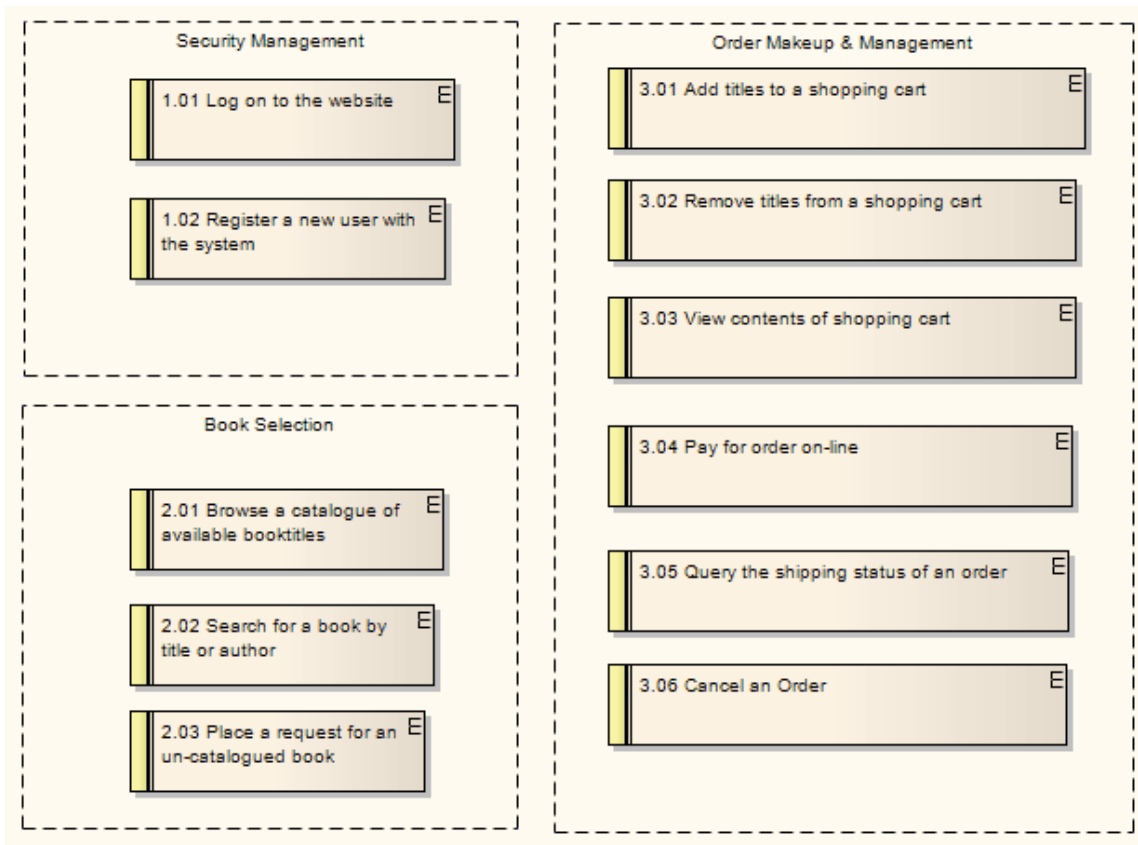 Security Management
1.01 Log on to the website
E
1.02 Register a new user with
the system
E
Book Selection
2.01 Browse a catalogue of
available booktitles
E
2.02 Search for a book by
title or author
E
2.03 Place a request for an
un-catalogued book
E
Order Makeup & Management
3.01 Add titles to a shopping cart
E
3.02 Remove titles from a shopping cart
E
3.03 View contents of shopping cart
E
3.04 Pay for order on-line
E
3.05 Query the shipping status of an order
E
3.06 Cancel an Order
E